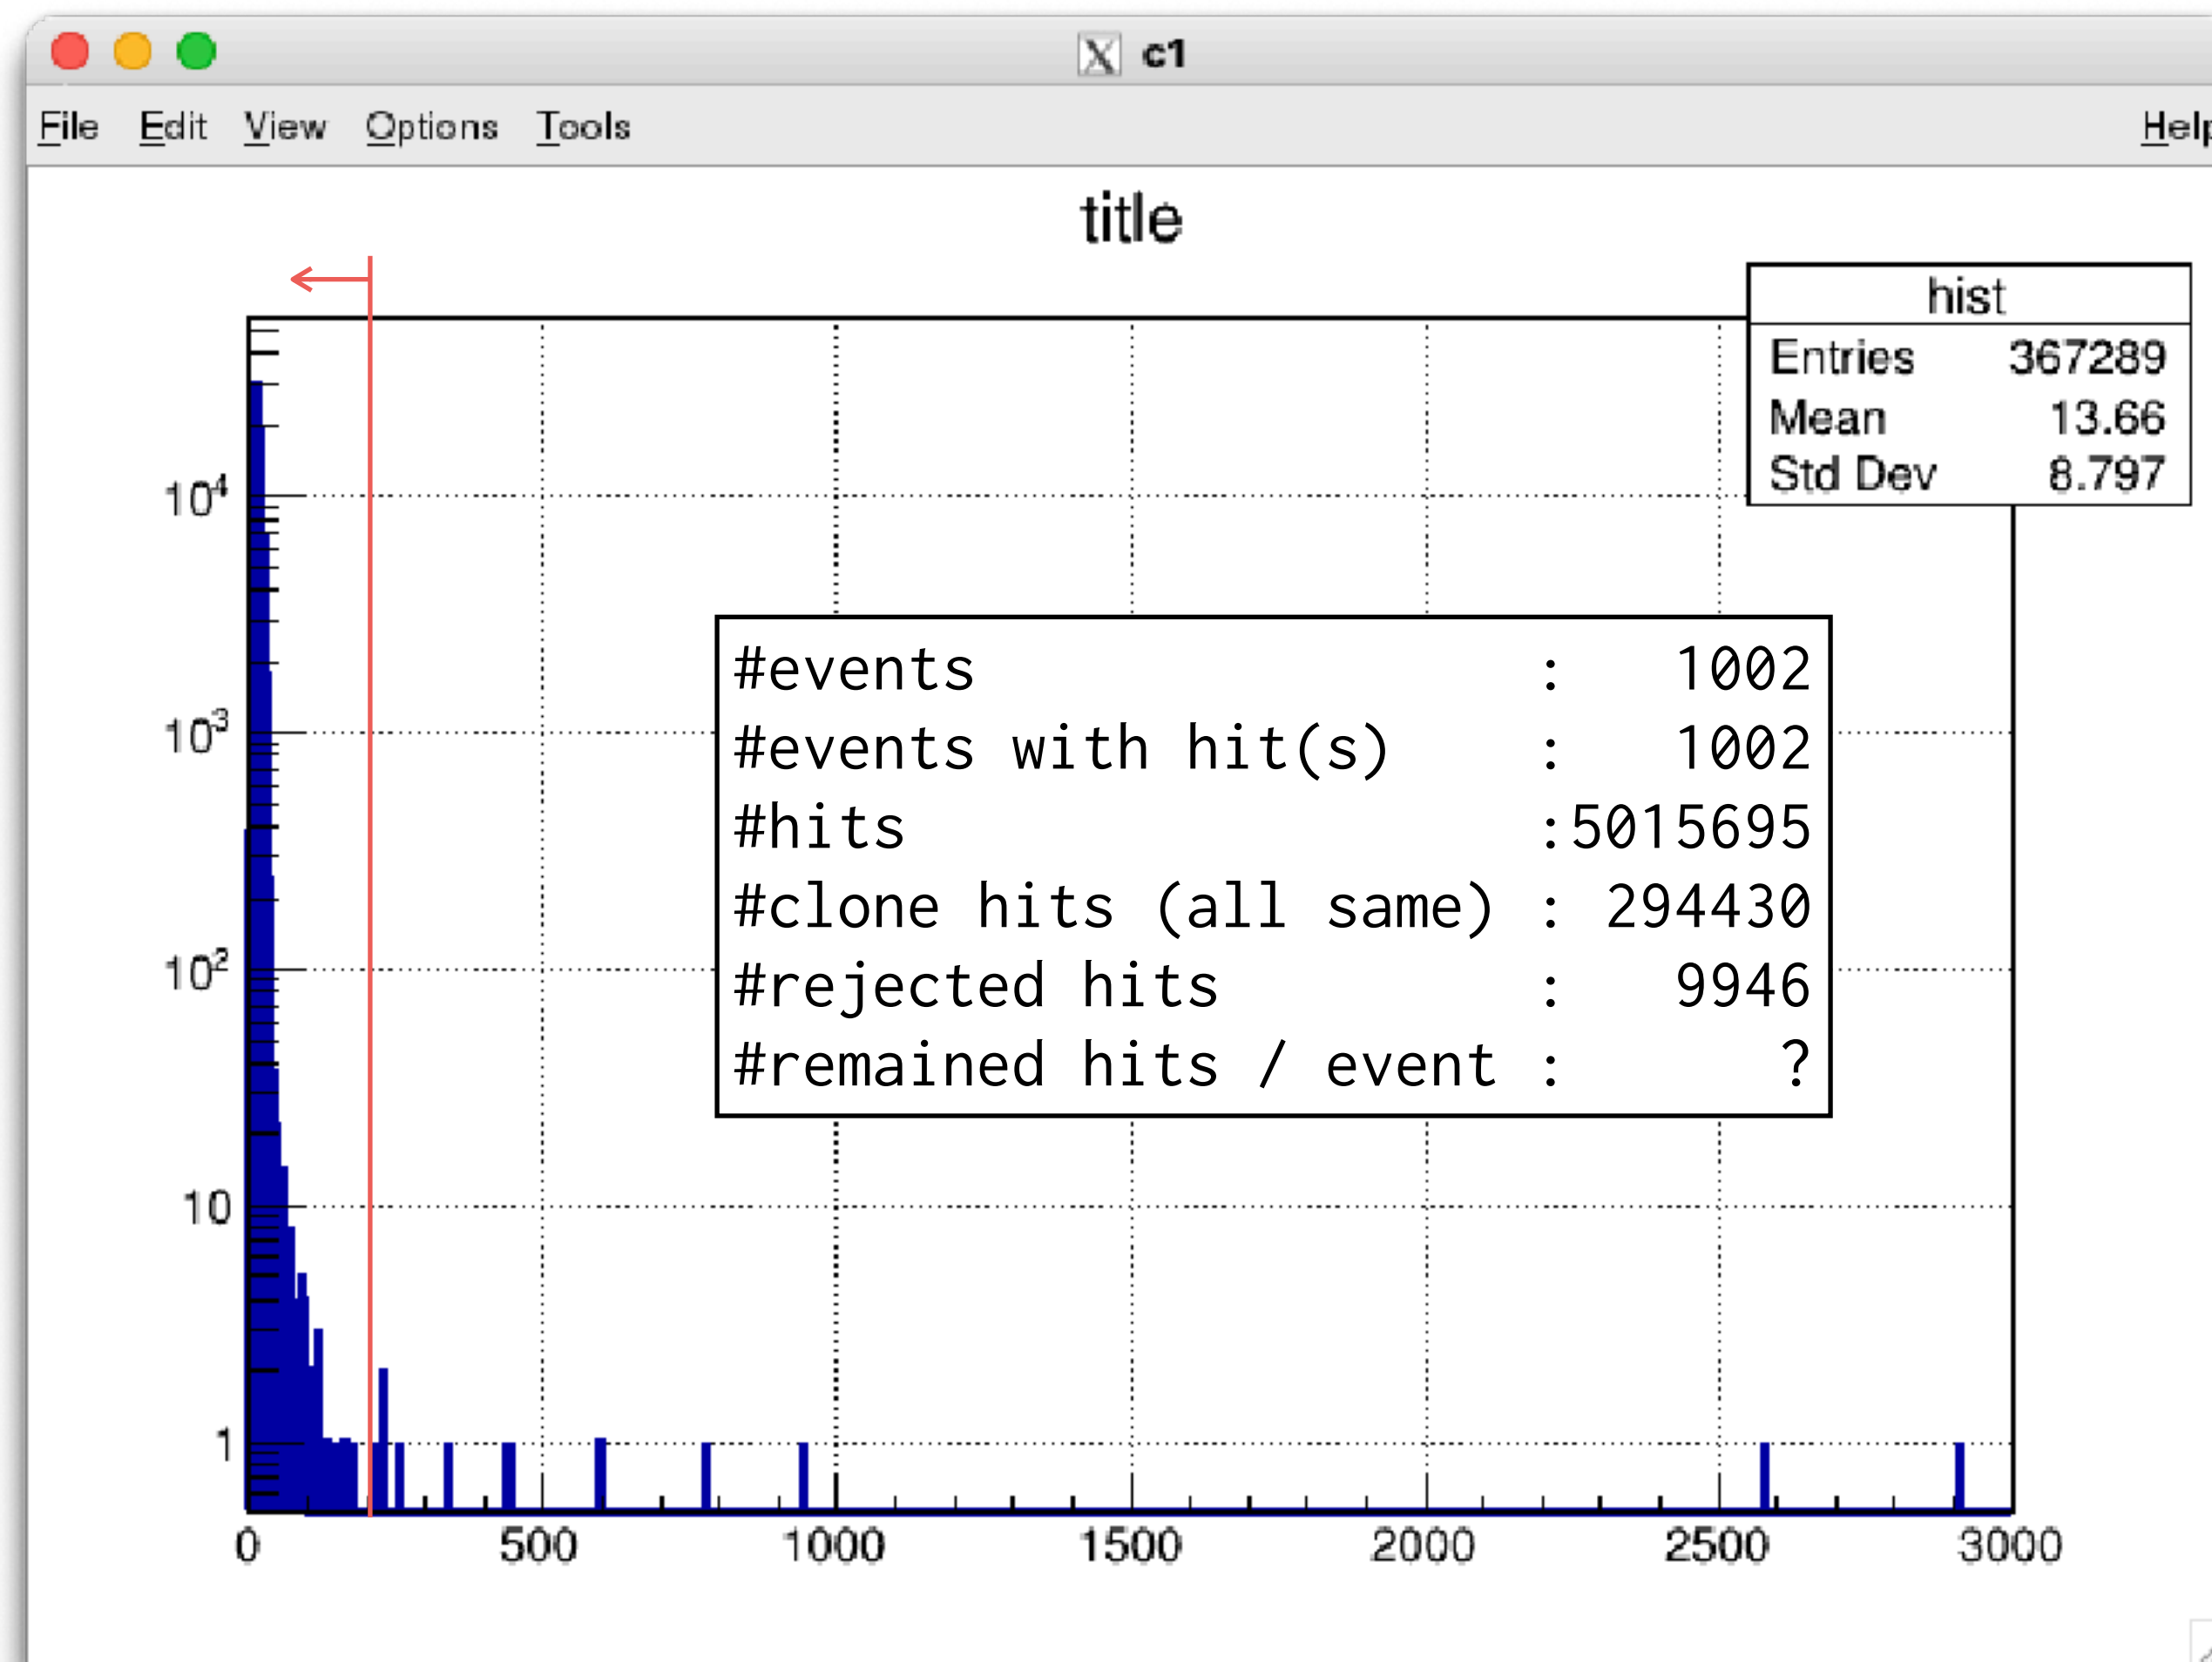 c1
File Edit View Options Tools Help
title
hist
Entries 367289
Mean 13.66
Std Dev 8.797
10⁴
10³
10²
10
1
#events : 1002
#events with hit(s) : 1002
#hits :5015695
#clone hits (all same) : 294430
#rejected hits : 9946
#remained hits / event : ?
0 500 1000 1500 2000 2500 3000